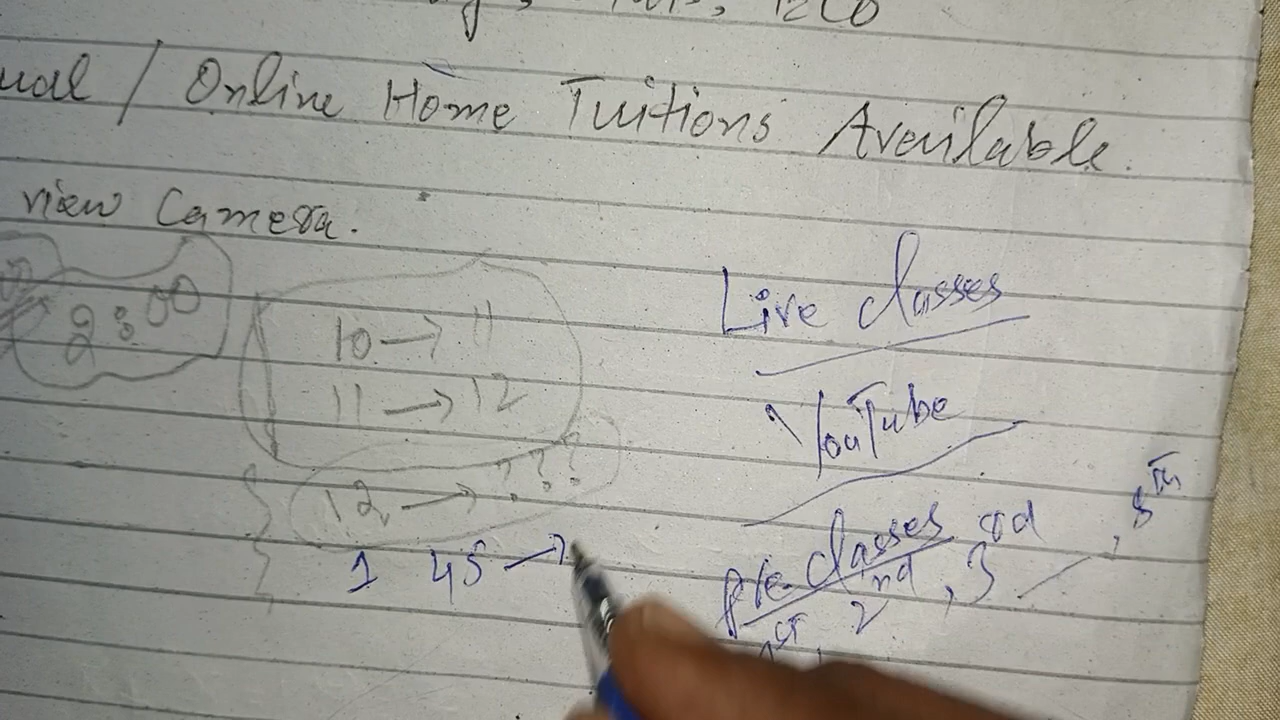 / Online Home Tuitions Available.
view Camera.
2:00
10 → 11
11 → 12
12 → ???
1 45 →
Live classes
YouTube
Pre classes
1st 2nd, 3rd — , 8th